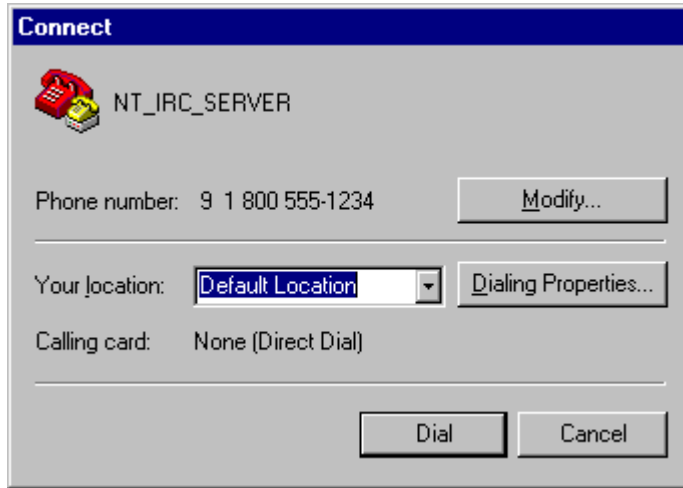 Connect
NT_IRC_SERVER
Phone number: 9 1 800 555-1234 Modify...
Your location: Default Location Dialing Properties...
Calling card: None (Direct Dial)
Dial Cancel